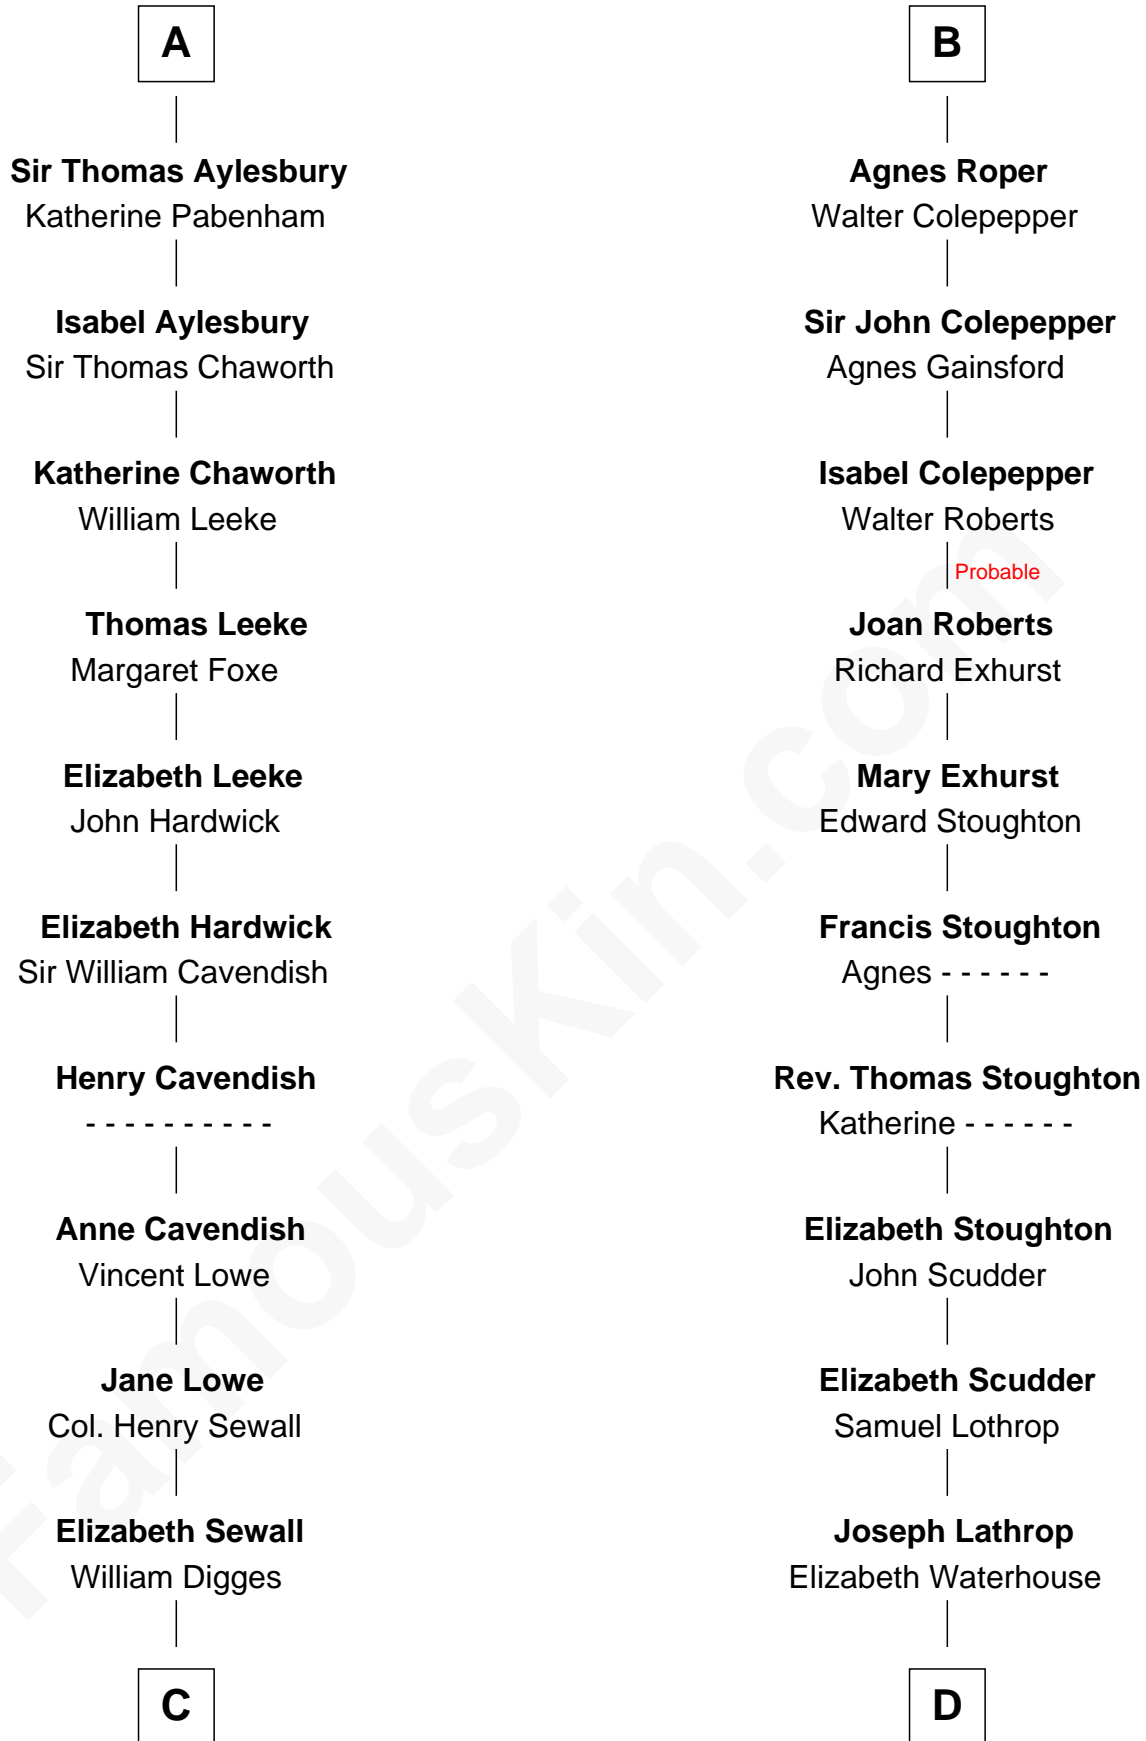 A
Sir Thomas Aylesbury
Katherine Pabenham
Isabel Aylesbury
Sir Thomas Chaworth
Katherine Chaworth
William Leeke
Thomas Leeke
Margaret Foxe
Elizabeth Leeke
John Hardwick
Elizabeth Hardwick
Sir William Cavendish
Henry Cavendish
- - - - - - - - - -
Anne Cavendish
Vincent Lowe
Jane Lowe
Col. Henry Sewall
Elizabeth Sewall
William Digges
C
B
Agnes Roper
Walter Colepepper
Sir John Colepepper
Agnes Gainsford
Isabel Colepepper
Walter Roberts
Probable
Joan Roberts
Richard Exhurst
Mary Exhurst
Edward Stoughton
Francis Stoughton
Agnes - - - - - -
Rev. Thomas Stoughton
Katherine - - - - - -
Elizabeth Stoughton
John Scudder
Elizabeth Scudder
Samuel Lothrop
Joseph Lathrop
Elizabeth Waterhouse
D
FamousKin.com